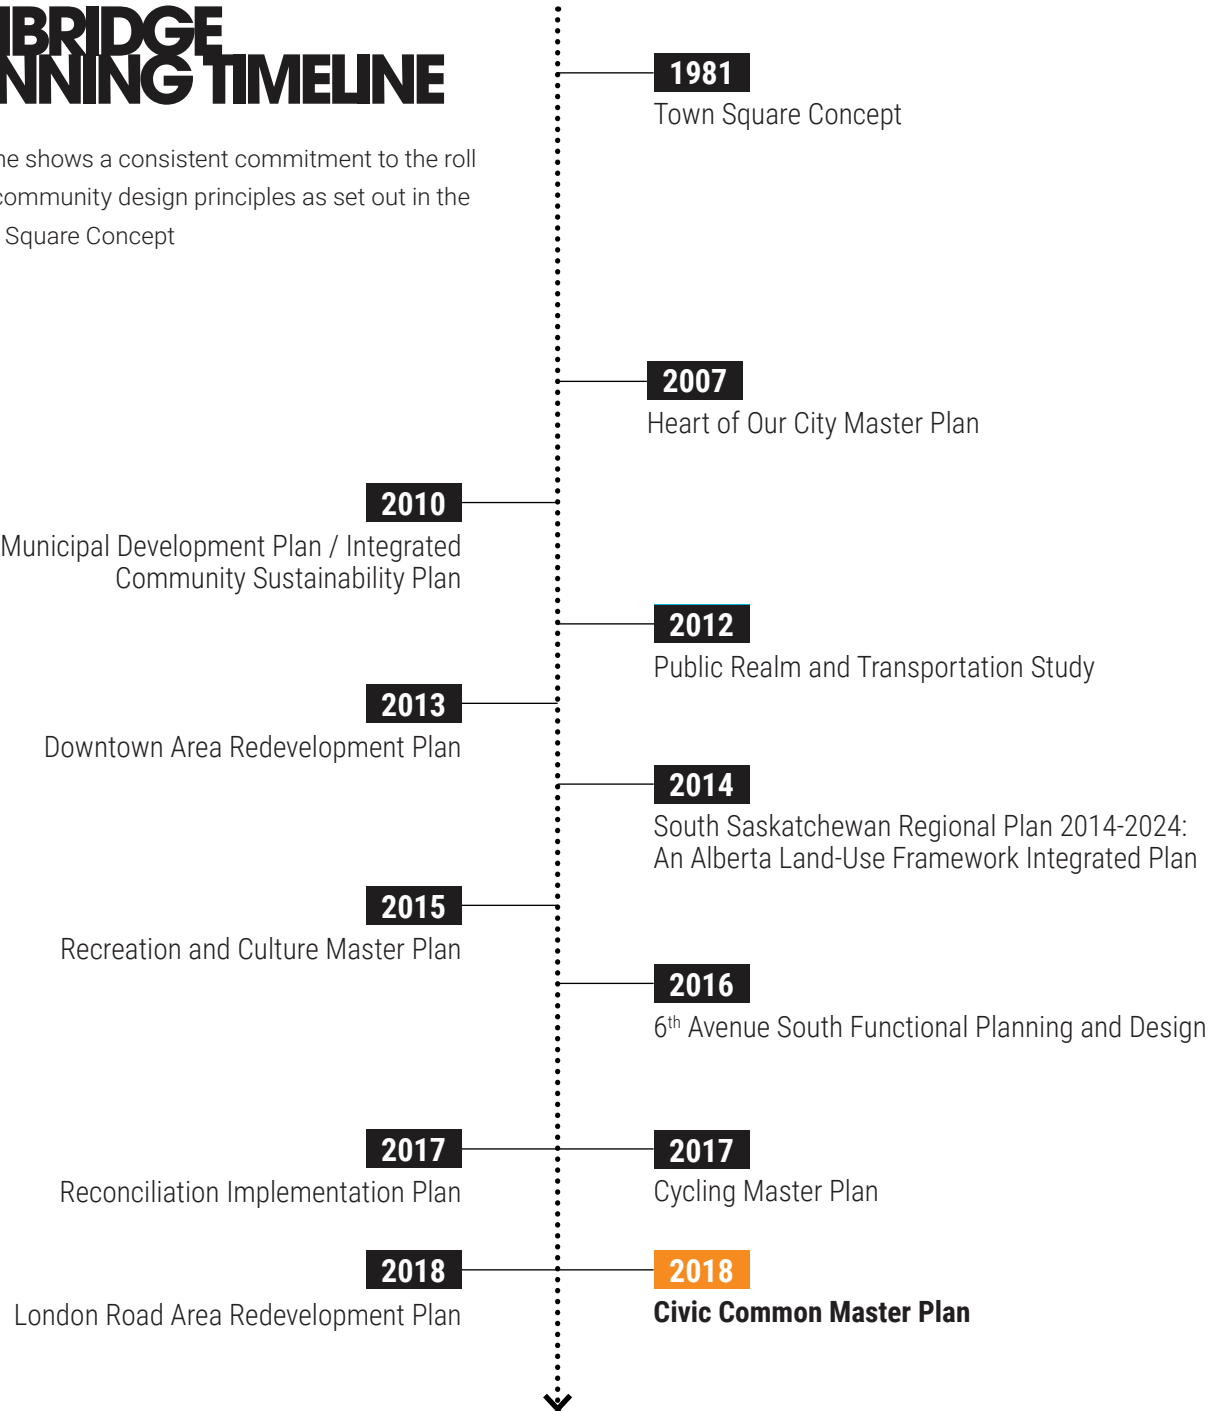 NBRIDGE
NNING TIMELINE
ne shows a consistent commitment to the roll
community design principles as set out in the
Square Concept
1981
Town Square Concept
2007
Heart of Our City Master Plan
2010
Municipal Development Plan / Integrated
Community Sustainability Plan
2012
Public Realm and Transportation Study
2013
Downtown Area Redevelopment Plan
2014
South Saskatchewan Regional Plan 2014-2024:
An Alberta Land-Use Framework Integrated Plan
2015
Recreation and Culture Master Plan
2016
6th Avenue South Functional Planning and Design
2017
Reconciliation Implementation Plan
2017
Cycling Master Plan
2018
London Road Area Redevelopment Plan
2018
Civic Common Master Plan